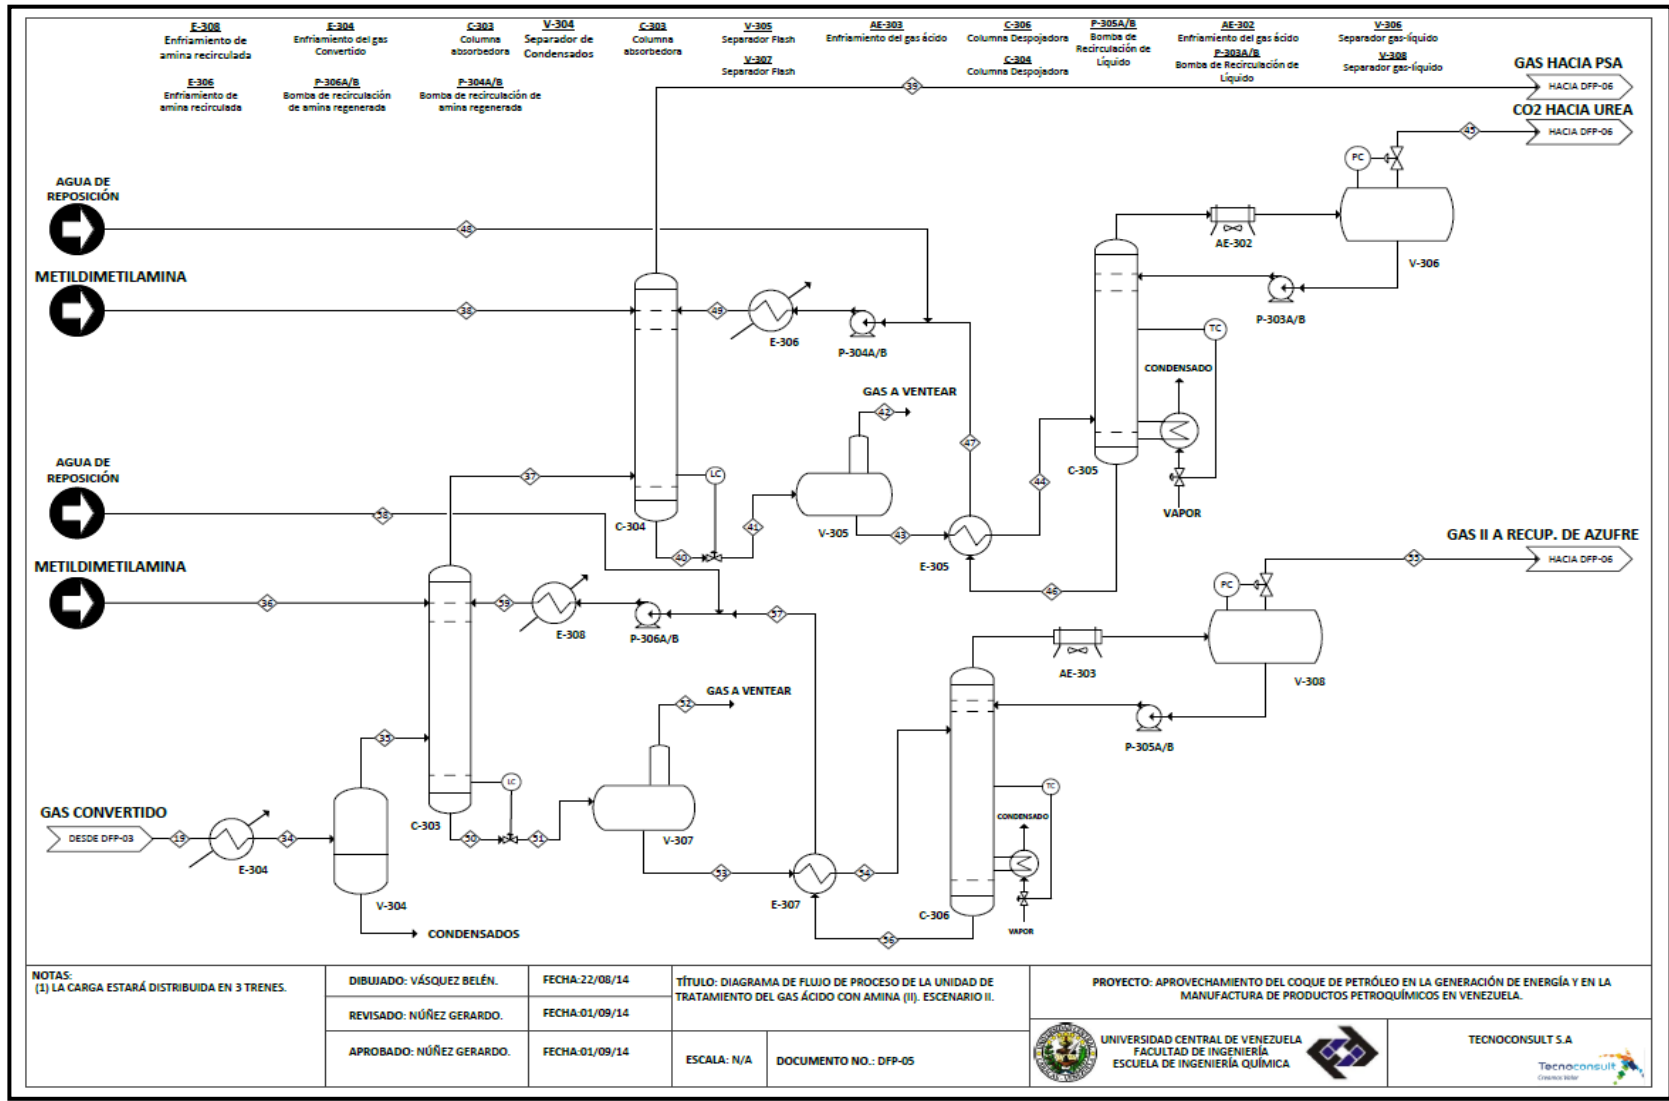 E-308
Enfriamiento de
amina recirculada
E-304
Enfriamiento del gas
Convertido
C-303
Columna
absorbedora
V-304
Separador de
Condensados
C-303
Columna
absorbedora
V-305
Separador Flash
AE-303
Enfriamiento del gas ácido
C-306
Columna Despojadora
P-305A/B
Bomba de
Recirculación de
Líquido
AE-302
Enfriamiento del gas ácido
V-306
Separador gas-líquido
E-306
Enfriamiento de
amina recirculada
P-306A/B
Bomba de recirculación
de amina regenerada
P-304A/B
Bomba de recirculación de
amina regenerada
V-307
Separador Flash
C-304
Columna Despojadora
P-303A/B
Bomba de Recirculación de
Líquido
V-308
Separador gas-líquido
GAS HACIA PSA
39
HACIA DFP-06
CO2 HACIA UREA
45
HACIA DFP-06
PC
AGUA DE
REPOSICIÓN
48
AE-302
V-306
METILDIMETILAMINA
38
49
E-306
P-304A/B
P-303A/B
TC
CONDENSADO
GAS A VENTEAR
42
47
AGUA DE
REPOSICIÓN
37
LC
C-305
44
VAPOR
58
C-304
41
V-305
43
40
E-305
46
GAS II A RECUP. DE AZUFRE
55
HACIA DFP-06
PC
METILDIMETILAMINA
36
59
E-308
P-306A/B
57
AE-303
V-308
GAS A VENTEAR
52
35
P-305A/B
LC
TC
GAS CONVERTIDO
DESDE DFP-03
19
34
E-304
C-303
50
51
V-307
CONDENSADO
53
54
E-307
V-304
C-306
VAPOR
CONDENSADOS
56
NOTAS:
(1) LA CARGA ESTARÁ DISTRIBUIDA EN 3 TRENES.
DIBUJADO: VÁSQUEZ BELÉN.
FECHA:22/08/14
REVISADO: NÚÑEZ GERARDO.
FECHA:01/09/14
APROBADO: NÚÑEZ GERARDO.
FECHA:01/09/14
TÍTULO: DIAGRAMA DE FLUJO DE PROCESO DE LA UNIDAD DE
TRATAMIENTO DEL GAS ÁCIDO CON AMINA (II). ESCENARIO II.
ESCALA: N/A
DOCUMENTO NO.: DFP-05
PROYECTO: APROVECHAMIENTO DEL COQUE DE PETRÓLEO EN LA GENERACIÓN DE ENERGÍA Y EN LA
MANUFACTURA DE PRODUCTOS PETROQUÍMICOS EN VENEZUELA.
UNIVERSIDAD CENTRAL DE VENEZUELA
FACULTAD DE INGENIERÍA
ESCUELA DE INGENIERÍA QUÍMICA
TECNOCONSULT S.A
Tecnoconsult